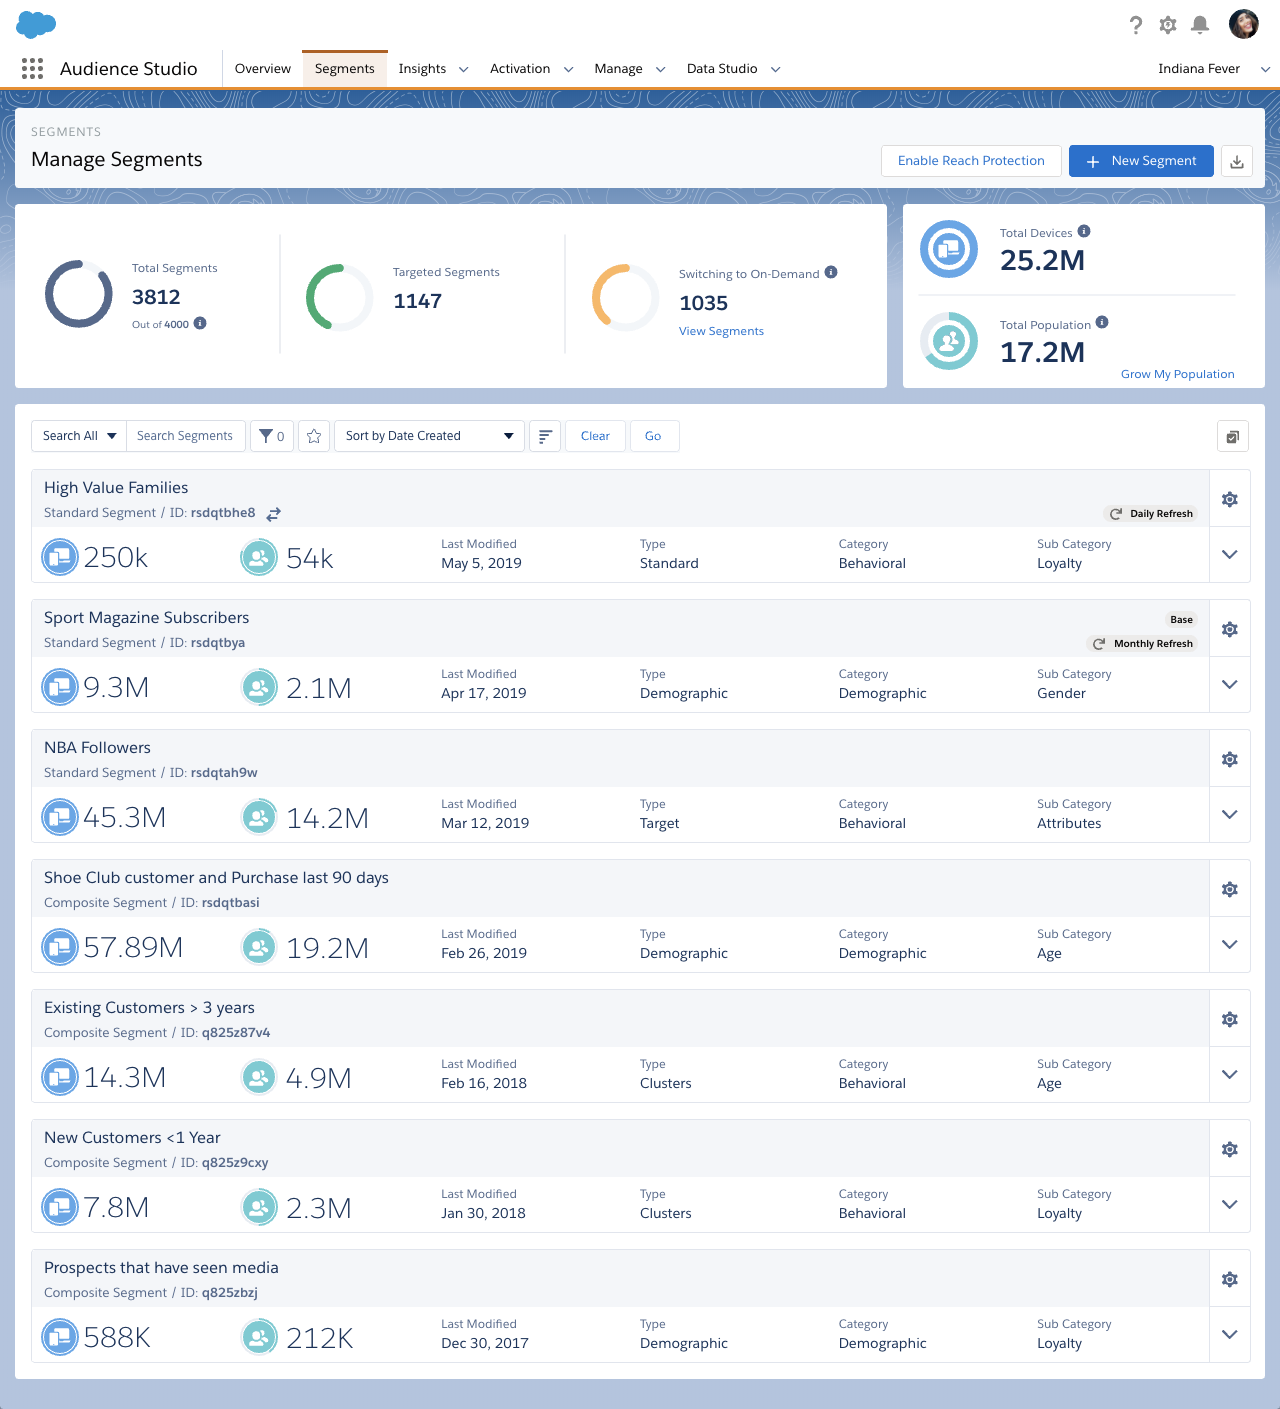 Audience Studio
Overview
Segments
Insights
Activation
Manage
Data Studio
Indiana Fever
SEGMENTS
Manage Segments
Enable Reach Protection
New Segment
Total Segments
3812
Out of 4000
Targeted Segments
1147
Switching to On-Demand
1035
View Segments
Total Devices
25.2M
Total Population
17.2M
Grow My Population
Search All
Search Segments
0
Sort by Date Created
Clear
Go
High Value Families
Standard Segment / ID: rsdqtbhe8
Daily Refresh
250k
54k
Last Modified
May 5, 2019
Type
Standard
Category
Behavioral
Sub Category
Loyalty
Sport Magazine Subscribers
Base
Standard Segment / ID: rsdqtbya
Monthly Refresh
9.3M
2.1M
Last Modified
Apr 17, 2019
Type
Demographic
Category
Demographic
Sub Category
Gender
NBA Followers
Standard Segment / ID: rsdqtah9w
45.3M
14.2M
Last Modified
Mar 12, 2019
Type
Target
Category
Behavioral
Sub Category
Attributes
Shoe Club customer and Purchase last 90 days
Composite Segment / ID: rsdqtbasi
57.89M
19.2M
Last Modified
Feb 26, 2019
Type
Demographic
Category
Demographic
Sub Category
Age
Existing Customers > 3 years
Composite Segment / ID: q825z87v4
14.3M
4.9M
Last Modified
Feb 16, 2018
Type
Clusters
Category
Behavioral
Sub Category
Age
New Customers <1 Year
Composite Segment / ID: q825z9cxy
7.8M
2.3M
Last Modified
Jan 30, 2018
Type
Clusters
Category
Behavioral
Sub Category
Loyalty
Prospects that have seen media
Composite Segment / ID: q825zbzj
588K
212K
Last Modified
Dec 30, 2017
Type
Demographic
Category
Demographic
Sub Category
Loyalty